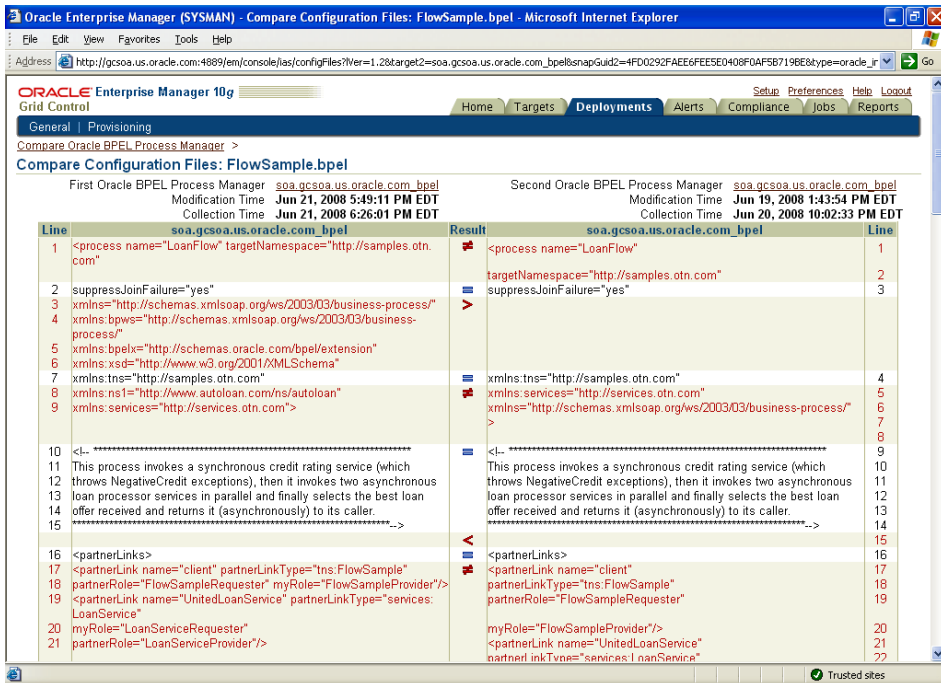 Oracle Enterprise Manager (SYSMAN) - Compare Configuration Files: FlowSample.bpel - Microsoft Internet Explorer
File Edit View Favorites Tools Help
Address http://gcsoa.us.oracle.com:4889/em/console/ias/configFiles?lVer=1.2&target2=soa.gcsoa.us.oracle.com_bpel&snapGuid2=4FD0292FAEE6FEE5E0408F0AF5B719BE&type=oracle_ir Go
ORACLE Enterprise Manager 10g
Grid Control
Setup Preferences Help Logout
Home Targets Deployments Alerts Compliance Jobs Reports
General | Provisioning
Compare Oracle BPEL Process Manager >
Compare Configuration Files: FlowSample.bpel
First Oracle BPEL Process Manager soa.gcsoa.us.oracle.com_bpel Second Oracle BPEL Process Manager soa.gcsoa.us.oracle.com_bpel
Modification Time Jun 21, 2008 5:49:11 PM EDT Modification Time Jun 19, 2008 1:43:54 PM EDT
Collection Time Jun 21, 2008 6:26:01 PM EDT Collection Time Jun 20, 2008 10:02:33 PM EDT
Line soa.gcsoa.us.oracle.com_bpel Result soa.gcsoa.us.oracle.com_bpel Line
1 <process name="LoanFlow" targetNamespace="http://samples.otn. ≠ <process name="LoanFlow" 1
com"
targetNamespace="http://samples.otn.com" 2
2 suppressJoinFailure="yes" = suppressJoinFailure="yes" 3
3 xmlns="http://schemas.xmlsoap.org/ws/2003/03/business-process/" >
4 xmlns:bpws="http://schemas.xmlsoap.org/ws/2003/03/business-
process/"
5 xmlns:bpelx="http://schemas.oracle.com/bpel/extension"
6 xmlns:xsd="http://www.w3.org/2001/XMLSchema"
7 xmlns:tns="http://samples.otn.com" = xmlns:tns="http://samples.otn.com" 4
8 xmlns:ns1="http://www.autoloan.com/ns/autoloan" ≠ xmlns:services="http://services.otn.com" 5
9 xmlns:services="http://services.otn.com"> xmlns="http://schemas.xmlsoap.org/ws/2003/03/business-process/" 6
> 7
8
10 <!-- ******************************************************************** = <!-- ******************************************************************** 9
11 This process invokes a synchronous credit rating service (which This process invokes a synchronous credit rating service (which 10
12 throws NegativeCredit exceptions), then it invokes two asynchronous throws NegativeCredit exceptions), then it invokes two asynchronous 11
13 loan processor services in parallel and finally selects the best loan loan processor services in parallel and finally selects the best loan 12
14 offer received and returns it (asynchronously) to its caller. offer received and returns it (asynchronously) to its caller. 13
15 ********************************************************************--> ********************************************************************--> 14
< 15
16 <partnerLinks> = <partnerLinks> 16
17 <partnerLink name="client" partnerLinkType="tns:FlowSample" ≠ <partnerLink name="client" 17
18 partnerRole="FlowSampleRequester" myRole="FlowSampleProvider"/> partnerLinkType="tns:FlowSample" 18
19 <partnerLink name="UnitedLoanService" partnerLinkType="services: partnerRole="FlowSampleRequester" 19
LoanService"
20 myRole="LoanServiceRequester" myRole="FlowSampleProvider"/> 20
21 partnerRole="LoanServiceProvider"/> <partnerLink name="UnitedLoanService" 21
partnerLinkType="services:LoanService" 22
Trusted sites